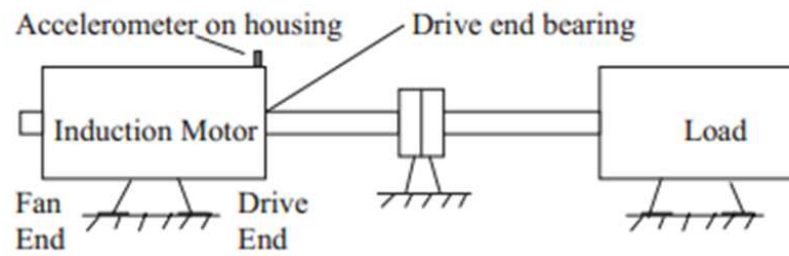 Accelerometer on housing
Drive end bearing
Induction Motor
Load
Fan
End
Drive
End